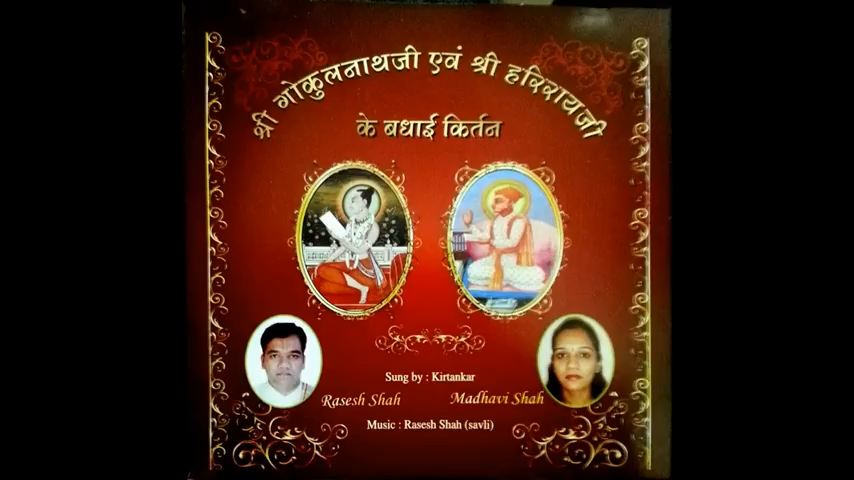 श्री गोकुलनाथजी एवं श्री हरिरायजी
के बधाई किर्तन
Sung by : Kirtankar
Rasesh Shah
Madhavi Shah
Music : Rasesh Shah (savli)